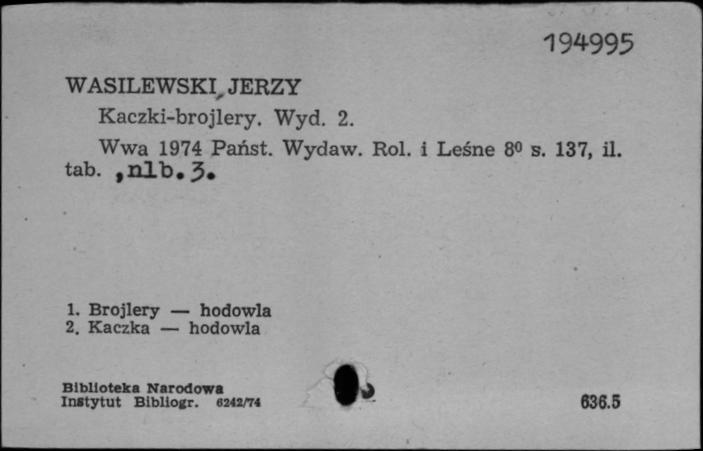 194995
WASILEWSKI, JERZY
Kaczki-brojlery. Wyd. 2.
Wwa 1974 Państ. Wydaw. Rol. i Leśne 8⁰ s. 137, il.
tab. , nlb. 3.
1. Brojlery — hodowla
2. Kaczka — hodowla
Biblioteka Narodowa
Instytut Bibliogr. 6242/74
636.5